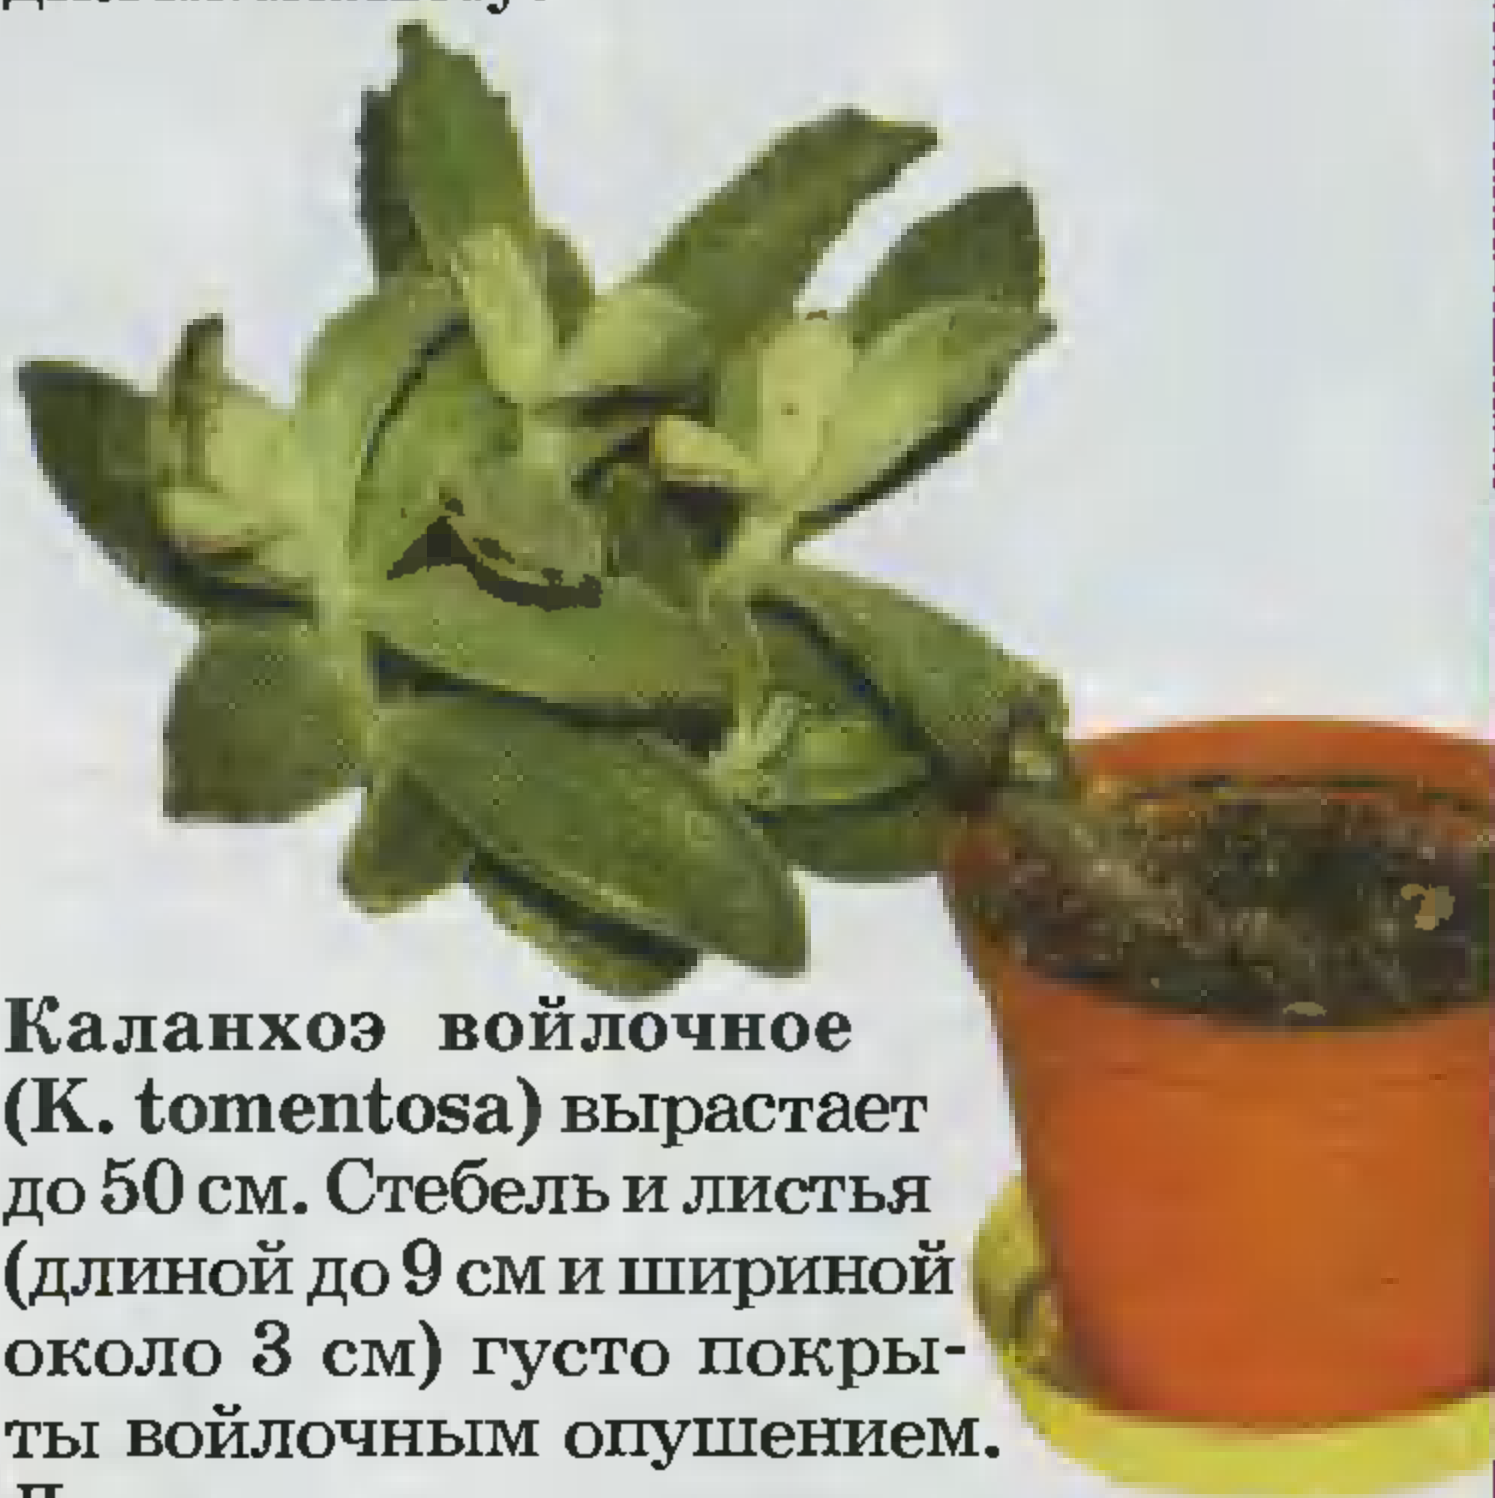 Каланхоэ войлочное
(K. tomentosa) вырастает
до 50 см. Стебель и листья
(длиной до 9 см и шириной
около 3 см) густо покры-
ты войлочным опушением.